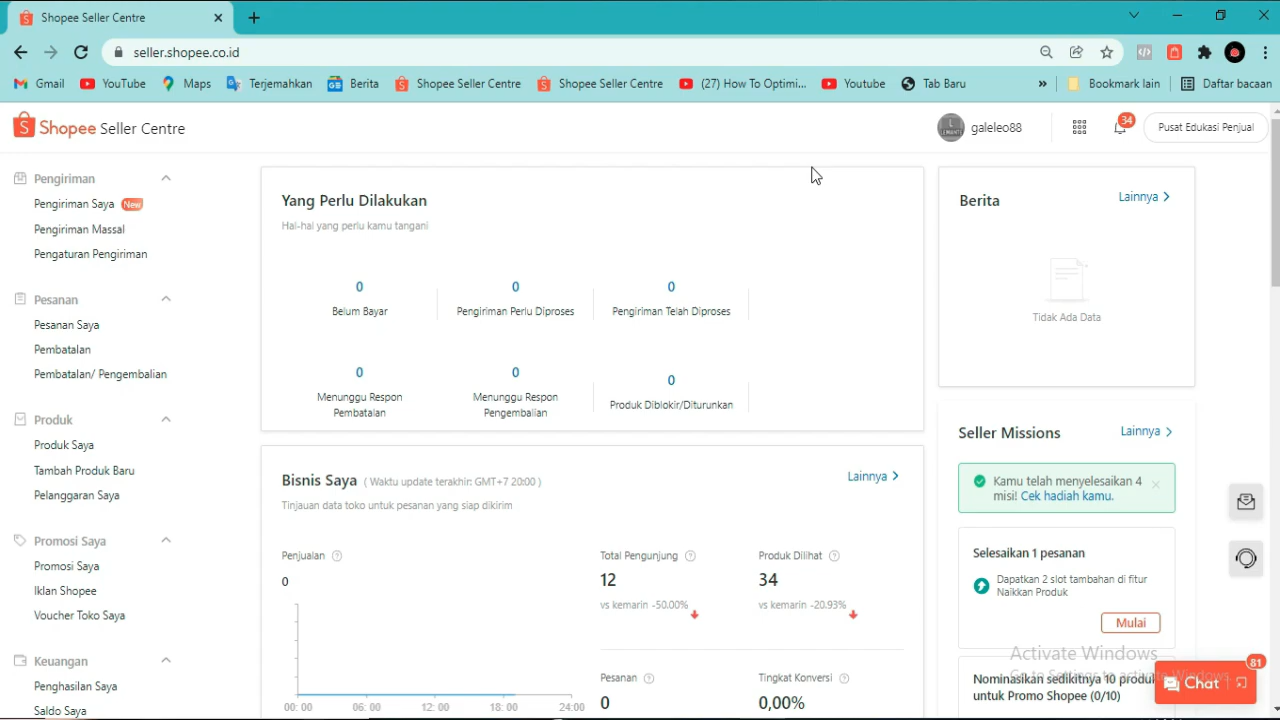 Shopee Seller Centre
seller.shopee.co.id
Gmail
YouTube
Maps
Terjemahkan
Berita
Shopee Seller Centre
Shopee Seller Centre
(27) How To Optimi...
Youtube
Tab Baru
»
Bookmark lain
Daftar bacaan
Shopee Seller Centre
galeleo88
34
Pusat Edukasi Penjual
Pengiriman
Pengiriman Saya New
Pengiriman Massal
Pengaturan Pengiriman
Pesanan
Pesanan Saya
Pembatalan
Pembatalan/ Pengembalian
Produk
Produk Saya
Tambah Produk Baru
Pelanggaran Saya
Promosi Saya
Promosi Saya
Iklan Shopee
Voucher Toko Saya
Keuangan
Penghasilan Saya
Saldo Saya
Yang Perlu Dilakukan
Hal-hal yang perlu kamu tangani
0
Belum Bayar
0
Pengiriman Perlu Diproses
0
Pengiriman Telah Diproses
0
Menunggu Respon
Pembatalan
0
Menunggu Respon
Pengembalian
0
Produk Diblokir/Diturunkan
Bisnis Saya ( Waktu update terakhir: GMT+7 20:00 )
Lainnya >
Tinjauan data toko untuk pesanan yang siap dikirim
Penjualan
0
00: 00 06: 00 12: 00 18: 00 24:00
Total Pengunjung
12
vs kemarin -50.00%
Produk Dilihat
34
vs kemarin -20.93%
Pesanan
0
Tingkat Konversi
0,00%
Berita
Lainnya >
Tidak Ada Data
Seller Missions
Lainnya >
Kamu telah menyelesaikan 4
misi! Cek hadiah kamu.
Selesaikan 1 pesanan
Dapatkan 2 slot tambahan di fitur
Naikkan Produk
Mulai
Activate Windows
Go to Settings to activate Windows.
Nominasikan sedikitnya 10 produk
untuk Promo Shopee (0/10)
Chat
81